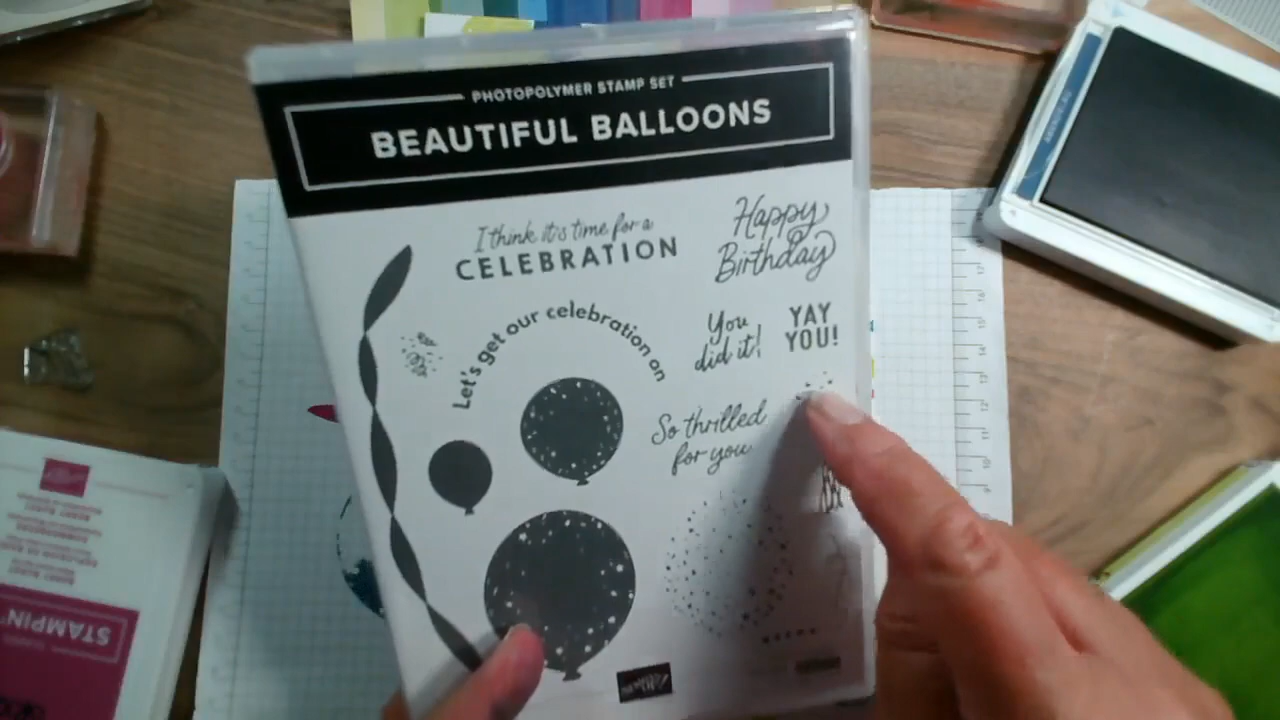 PHOTOPOLYMER STAMP SET
BEAUTIFUL BALLOONS
I think it's time for a
CELEBRATION
Happy
Birthday
Let's get our celebration on
You
did it!
YAY
YOU!
So thrilled
for you
STAMPIN'